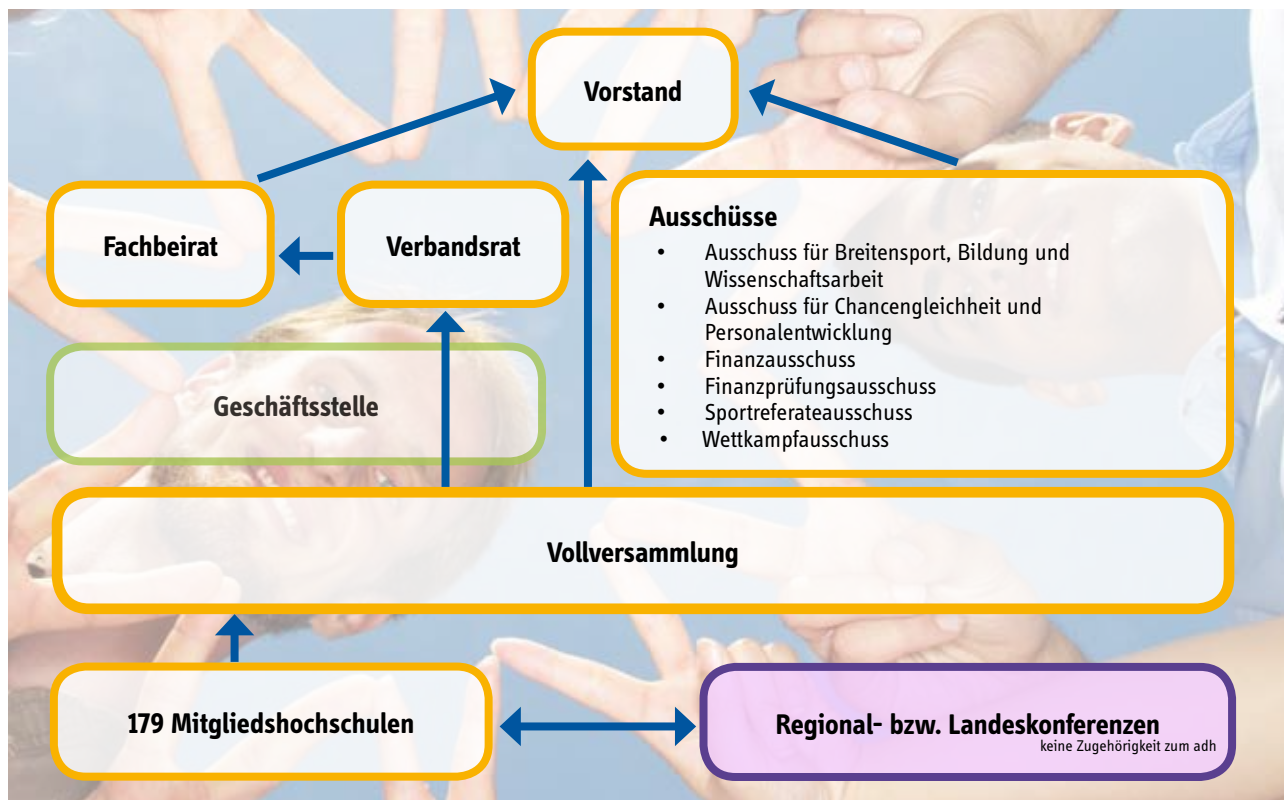 Vorstand
Fachbeirat
Verbandsrat
Ausschüsse
• Ausschuss für Breitensport, Bildung und
Wissenschaftsarbeit
• Ausschuss für Chancengleichheit und
Personalentwicklung
• Finanzausschuss
• Finanzprüfungsausschuss
• Sportreferateausschuss
• Wettkampfausschuss
Geschäftsstelle
Vollversammlung
179 Mitgliedshochschulen
Regional- bzw. Landeskonferenzen
keine Zugehörigkeit zum adh